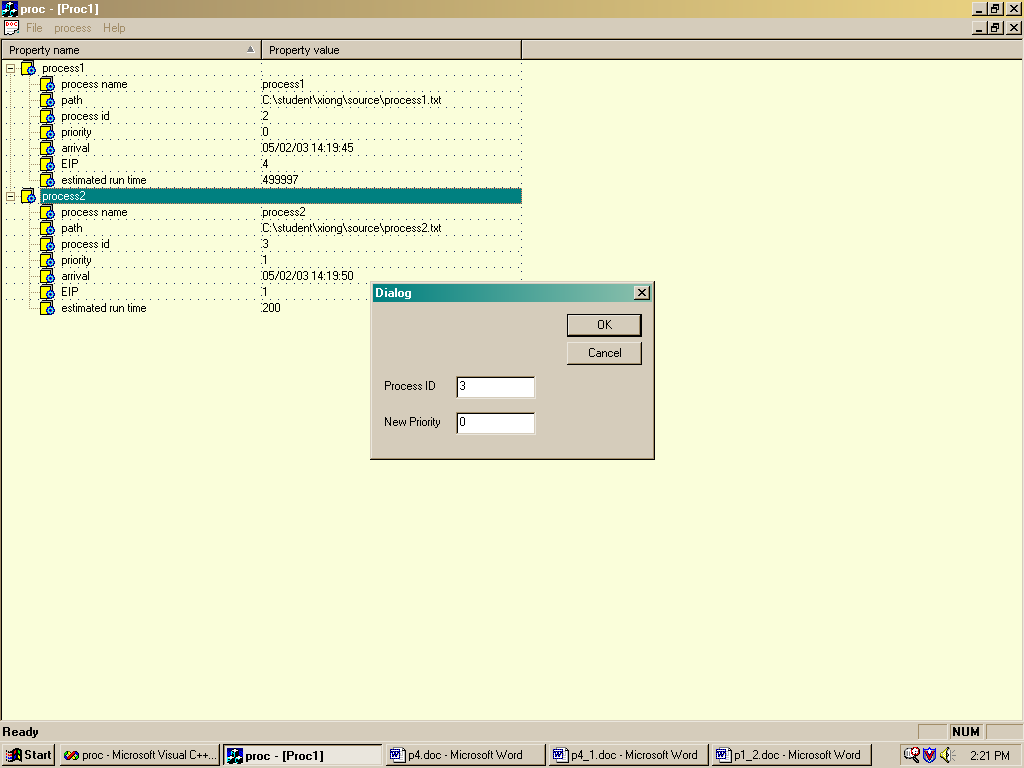 proc - [Proc1]
File process Help
Property name Property value
process1
process name process1
path C:\student\xiong\source\process1.txt
process id 2
priority 0
arrival 05/02/03 14:19:45
EIP 4
estimated run time 499997
process2
process name process2
path C:\student\xiong\source\process2.txt
process id 3
priority 1
arrival 05/02/03 14:19:50
EIP 1
estimated run time 200
Dialog
OK
Cancel
Process ID 3
New Priority 0
Ready NUM
Start proc - Microsoft Visual C++... proc - [Proc1] p4.doc - Microsoft Word p4_1.doc - Microsoft Word p1_2.doc - Microsoft Word 2:21 PM